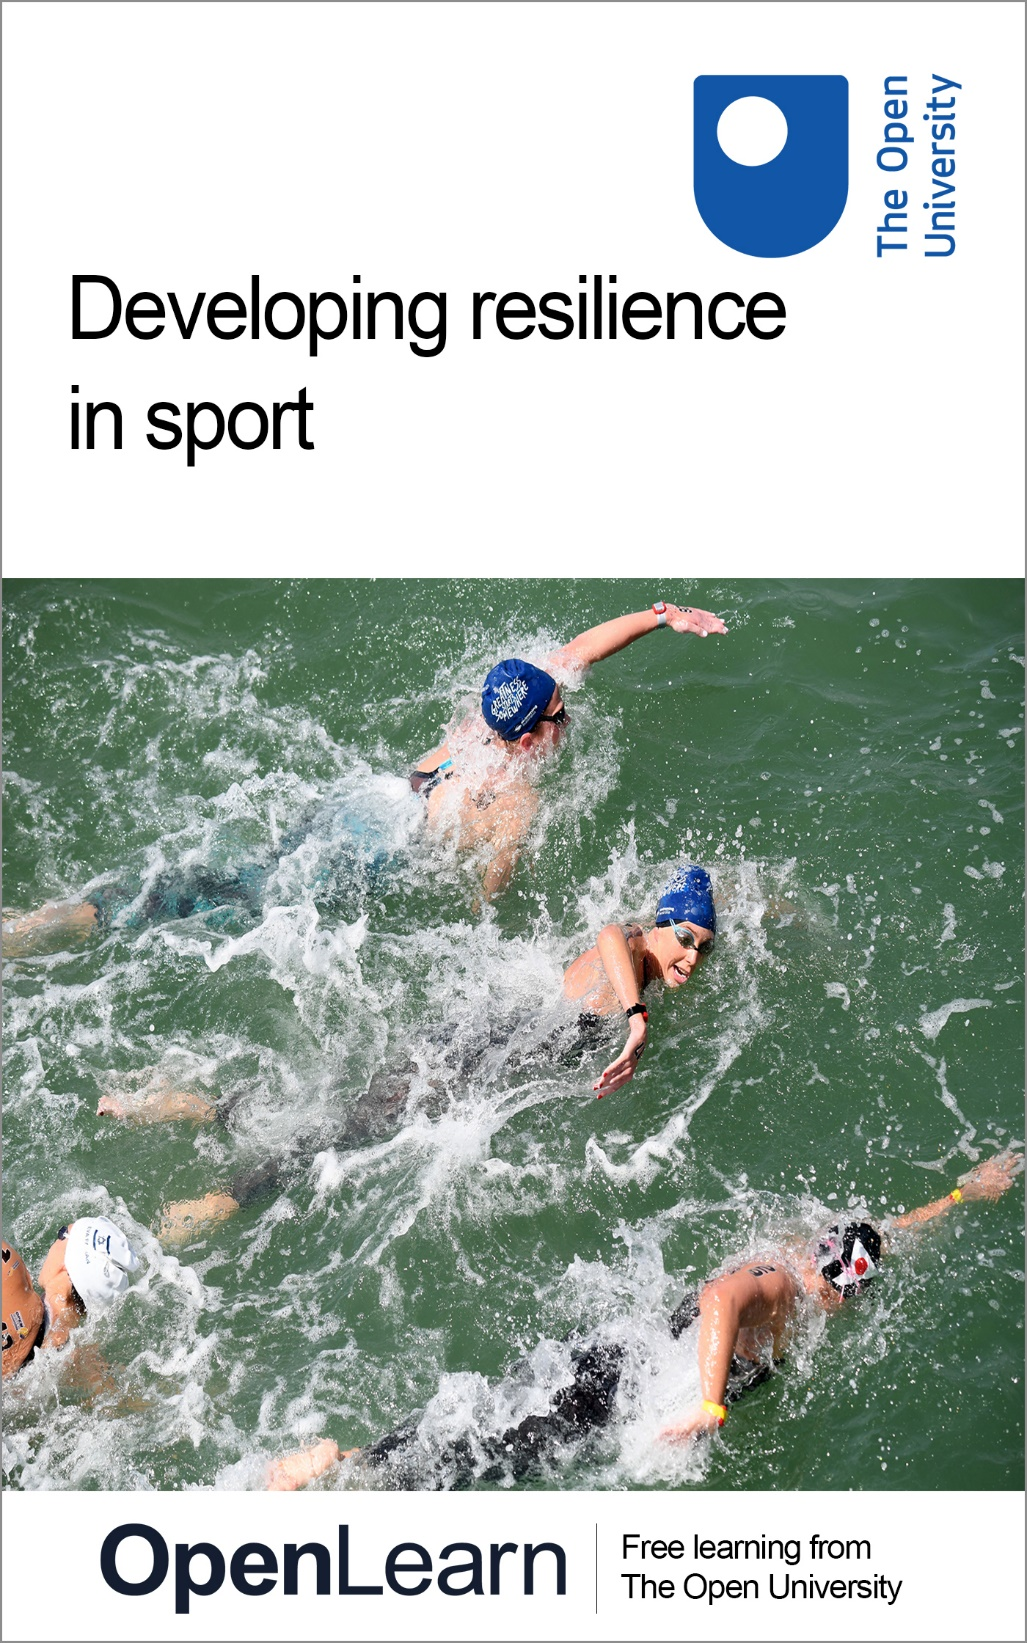 The Open
University
Developing resilience
in sport
OpenLearn
Free learning from
The Open University